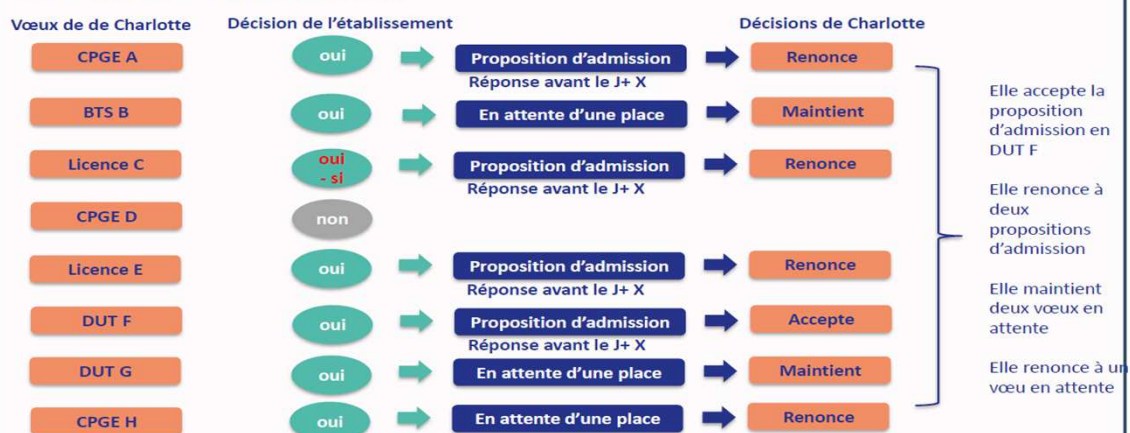 Vœux de de Charlotte Décision de l'établissement Décisions de Charlotte
CPGE A oui Proposition d'admission Renonce
Réponse avant le J+ X
BTS B oui En attente d'une place Maintient
Licence C oui - si Proposition d'admission Renonce
Réponse avant le J+ X
CPGE D non
Licence E oui Proposition d'admission Renonce
Réponse avant le J+ X
DUT F oui Proposition d'admission Accepte
Réponse avant le J+ X
DUT G oui En attente d'une place Maintient
CPGE H oui En attente d'une place Renonce
Elle accepte la
proposition
d'admission en
DUT F
Elle renonce à
deux
propositions
d'admission
Elle maintient
deux vœux en
attente
Elle renonce à un
vœu en attente